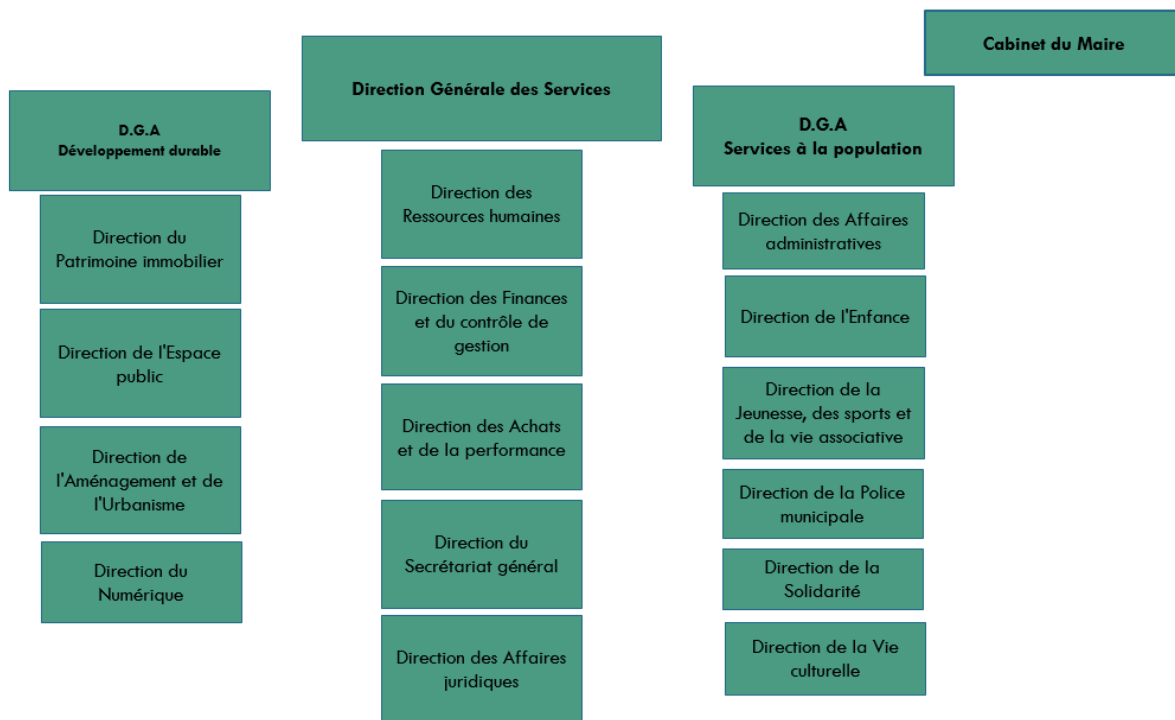 Cabinet du Maire
Direction Générale des Services
D.G.A
Développement durable
D.G.A
Services à la population
Direction du
Patrimoine immobilier
Direction de l'Espace
public
Direction de
l'Aménagement et de
l'Urbanisme
Direction du
Numérique
Direction des
Ressources humaines
Direction des Finances
et du contrôle de
gestion
Direction des Achats
et de la performance
Direction du
Secrétariat général
Direction des Affaires
juridiques
Direction des Affaires
administratives
Direction de l'Enfance
Direction de la
Jeunesse, des sports et
de la vie associative
Direction de la Police
municipale
Direction de la
Solidarité
Direction de la Vie
culturelle